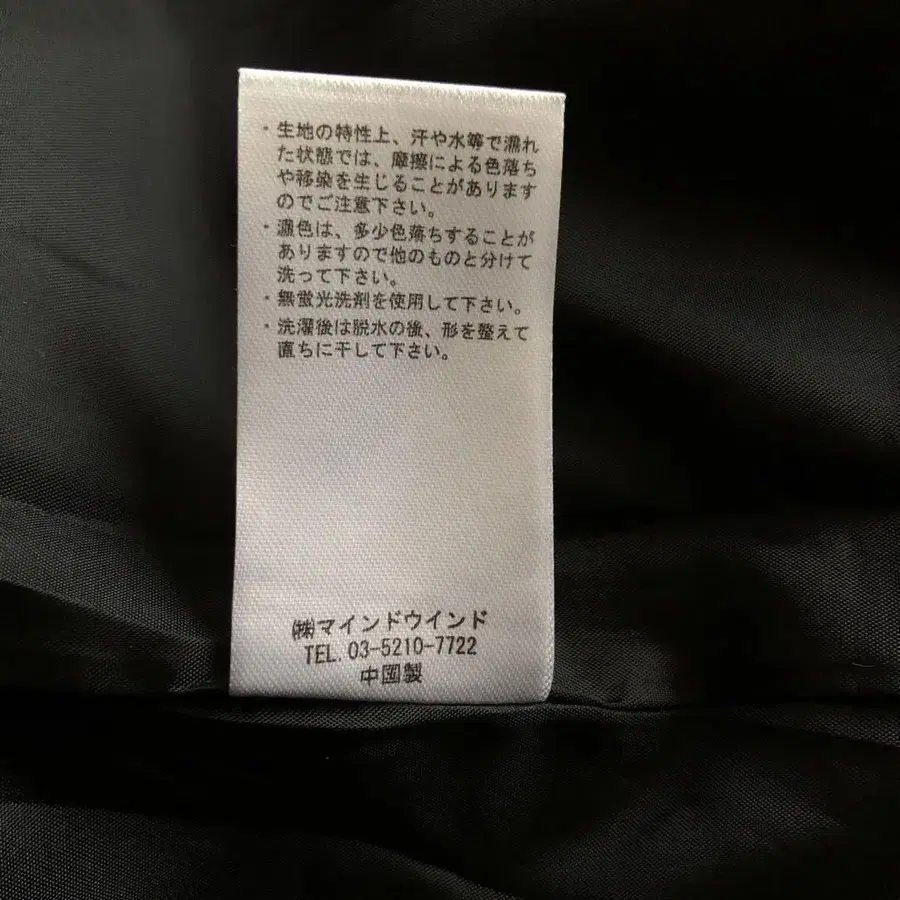 ・生地の特性上、汗や水等で濡れ
た状態では、摩擦による色落ち
や移染を生じることがあります
のでご注意下さい。
・濃色は、多少色落ちすることが
ありますので他のものと分けて
洗って下さい。
・無蛍光洗剤を使用して下さい。
・洗濯後は脱水の後、形を整えて
直ちに干して下さい。
㈱マインドウインド
TEL. 03-5210-7722
中国製